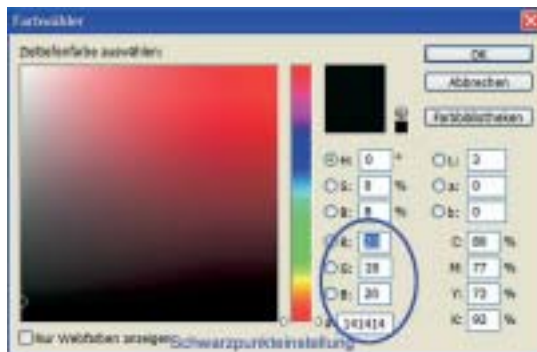 Farbwähler
Zieltiefenfarbe auswählen:
OK
Abbrechen
Farbbibliotheken
H: 0 °
S: 0 %
B: 8 %
R:
G: 20
B: 20
# 141414
L: 3
a: 0
b: 0
C: 88 %
M: 77 %
Y: 73 %
K: 92 %
Nur Webfarben anzeigen
Schwarzpunkteinstellung